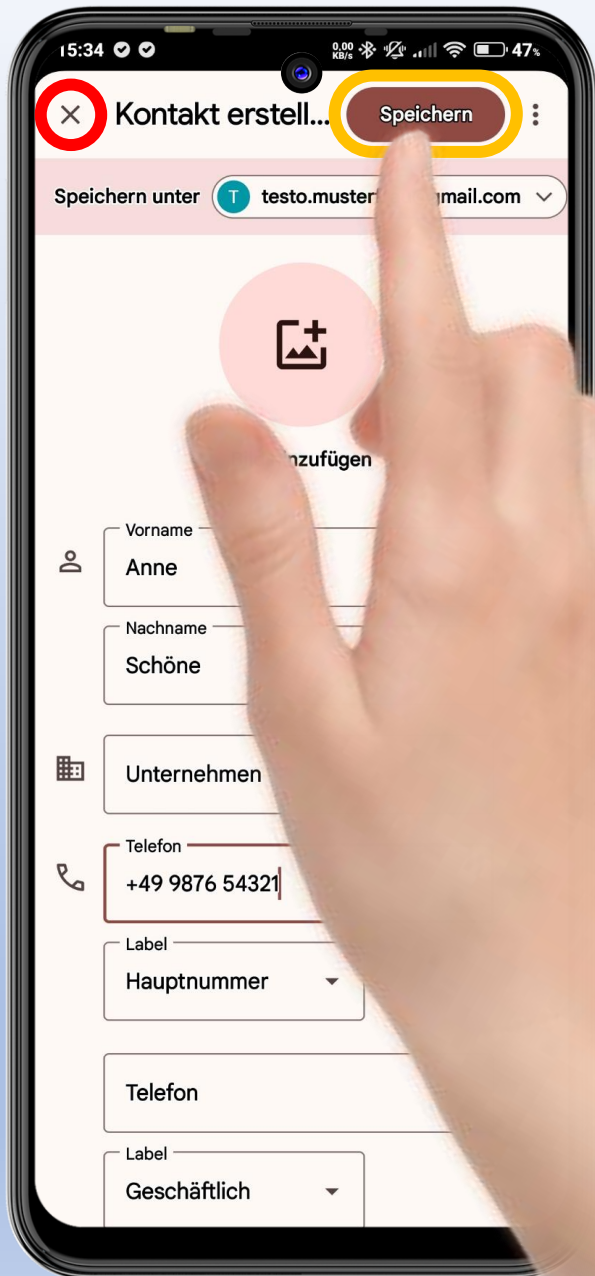 15:34
0.00 KB/s
47%
Kontakt erstell...
Speichern
Speichern unter T testo.muster mail.com
nzufügen
Vorname
Anne
Nachname
Schöne
Unternehmen
Telefon
+49 9876 54321
Label
Hauptnummer
Telefon
Label
Geschäftlich